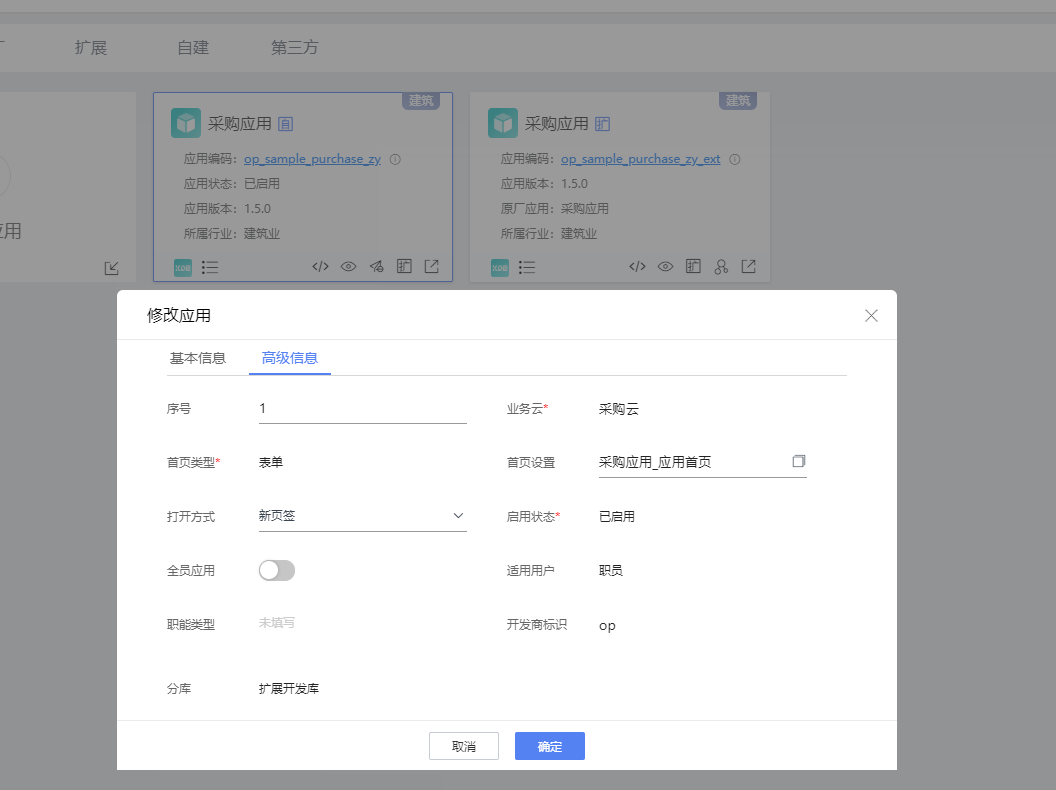 扩展 自建 第三方
建筑
采购应用 自
应用编码: op_sample_purchase_zy
应用状态: 已启用
应用版本: 1.5.0
所属行业: 建筑业
XDB
扩
建筑
采购应用 扩
应用编码: op_sample_purchase_zy_ext
应用版本: 1.5.0
原厂应用: 采购应用
所属行业: 建筑业
XDB
扩
应用
修改应用
基本信息 高级信息
序号 1 业务云* 采购云
首页类型* 表单 首页设置 采购应用_应用首页
打开方式 新页签 启用状态* 已启用
全员应用 适用用户 职员
职能类型 未填写 开发商标识 op
分库 扩展开发库
取消 确定